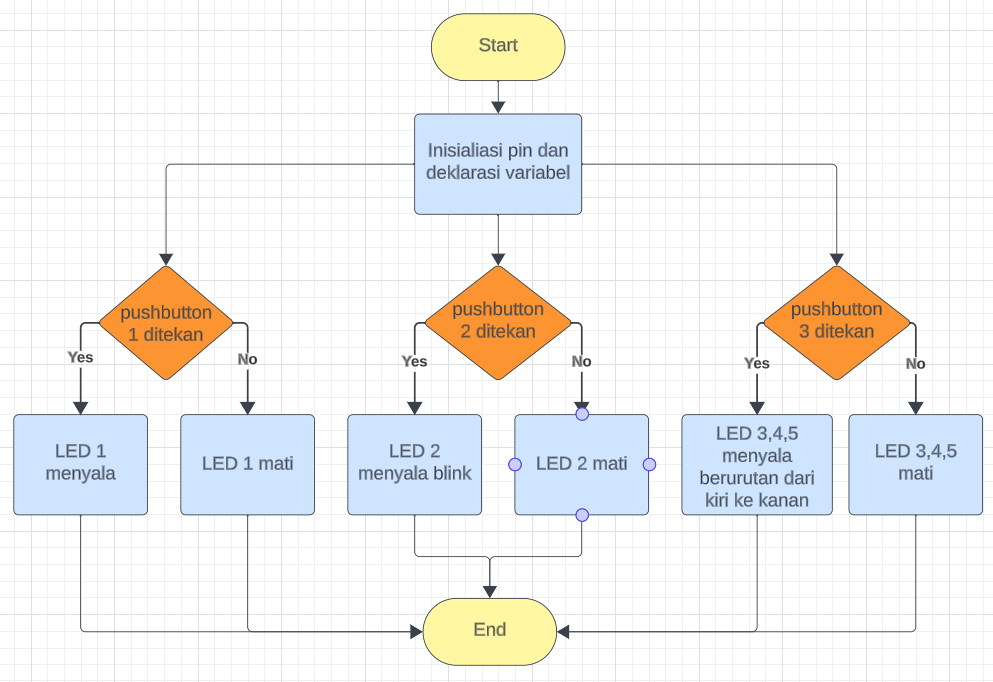 Start
Inisialiasi pin dan
deklarasi variabel
pushbutton
1 ditekan
pushbutton
2 ditekan
pushbutton
3 ditekan
Yes
No
Yes
No
Yes
No
LED 1
menyala
LED 1 mati
LED 2
menyala blink
LED 2 mati
LED 3,4,5
menyala
berurutan dari
kiri ke kanan
LED 3,4,5
mati
End